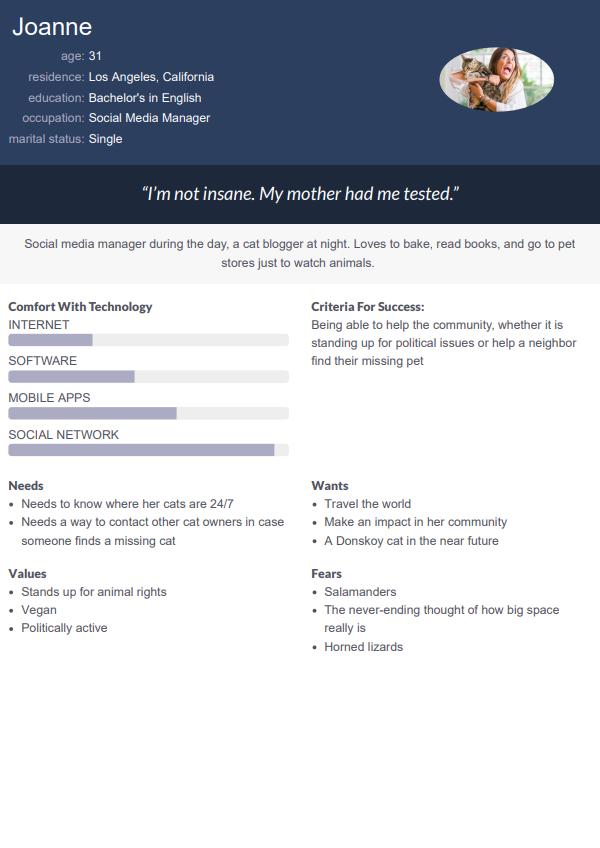 Joanne
age: 31
residence: Los Angeles, California
education: Bachelor's in English
occupation: Social Media Manager
marital status: Single
“I’m not insane. My mother had me tested.”
Social media manager during the day, a cat blogger at night. Loves to bake, read books, and go to pet
stores just to watch animals.
Comfort With Technology
INTERNET
SOFTWARE
MOBILE APPS
SOCIAL NETWORK
Criteria For Success:
Being able to help the community, whether it is
standing up for political issues or help a neighbor
find their missing pet
Needs
• Needs to know where her cats are 24/7
• Needs a way to contact other cat owners in case
someone finds a missing cat
Wants
• Travel the world
• Make an impact in her community
• A Donskoy cat in the near future
Values
• Stands up for animal rights
• Vegan
• Politically active
Fears
• Salamanders
• The never-ending thought of how big space
really is
• Horned lizards